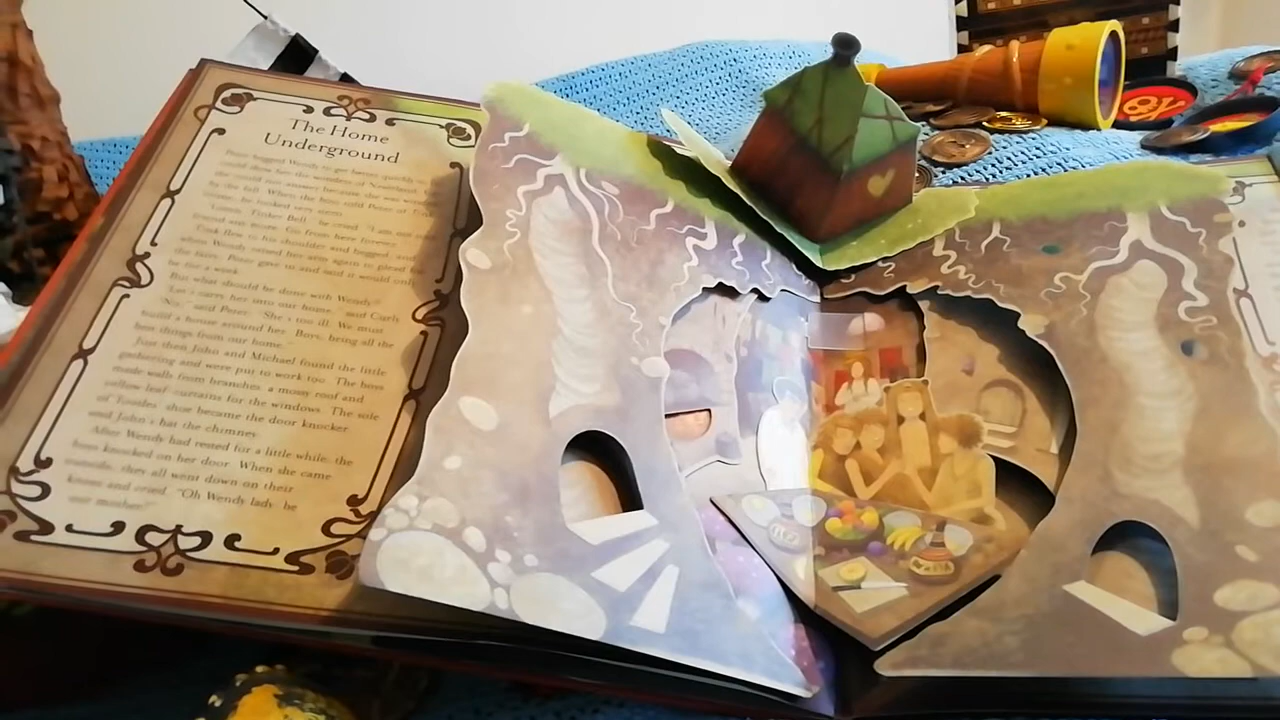 The Home
Underground
Peter begged Wendy to get better quickly so
could show her the wonders of Neverland.
she could not answer because she was
by the fall. When the boys told Peter of Tink's
he looked very stern.
Tinker Bell," he cried, "I am
friend any more. Go from here forever
Tink flew to his shoulder and begged, and
when Wendy raised her arm again to plead for
the fairy, Peter gave in and said it would only
be for a week.
But what should be done with Wendy?
"Let's carry her into our home," said Curly.
"No," said Peter. "She's too ill. We must
build a house around her. Boys, bring all the
best things from our home."
Just then John and Michael found the little
gathering and were put to work too. The boys
made walls from branches, a mossy roof and
yellow leaf-curtains for the windows. The sole
of Tootles' shoe became the door knocker
and John's hat the chimney.
After Wendy had rested for a little while, the
boys knocked on her door. When she came
outside, they all went down on their
knees and cried, "Oh Wendy lady, be
our mother!"